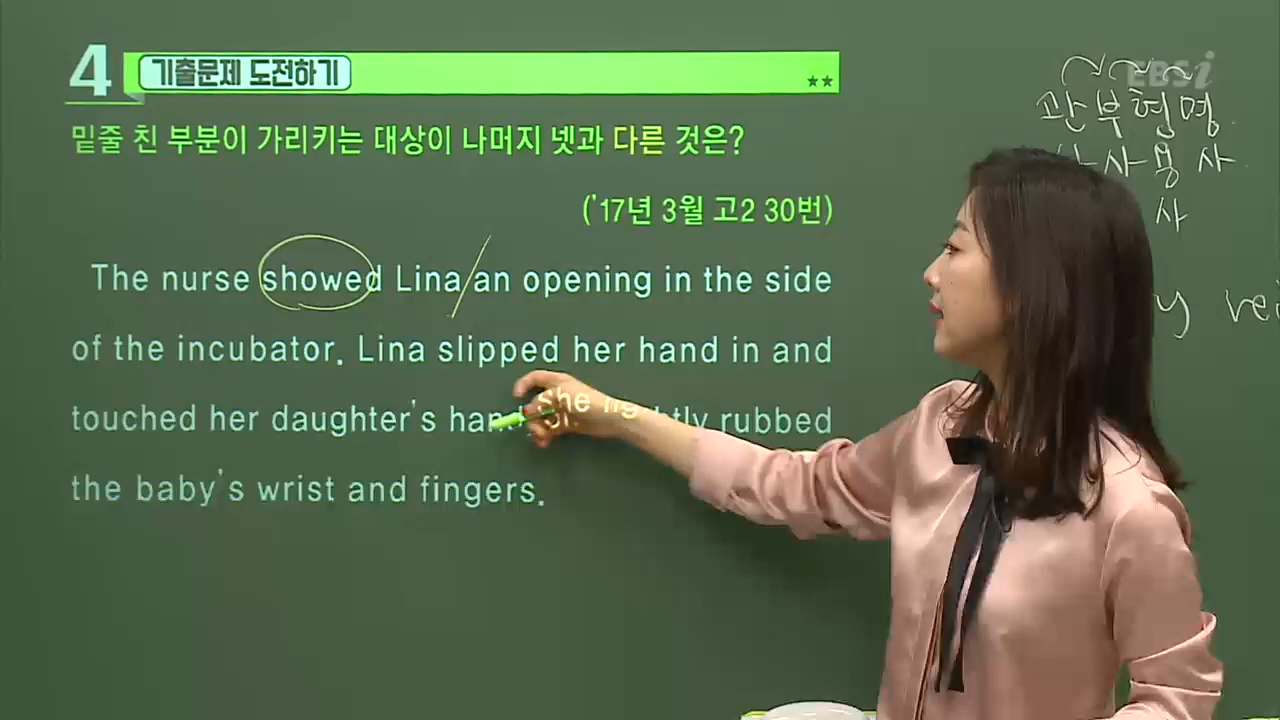 4 기출문제 도전하기 ★★
밑줄 친 부분이 가리키는 대상이 나머지 넷과 다른 것은?
('17년 3월 고2 30번)
The nurse showed Lina / an opening in the side
of the incubator. Lina slipped her hand in and
touched her daughter's rubbed
the baby's wrist and fingers.
EBSi
관부형명
사